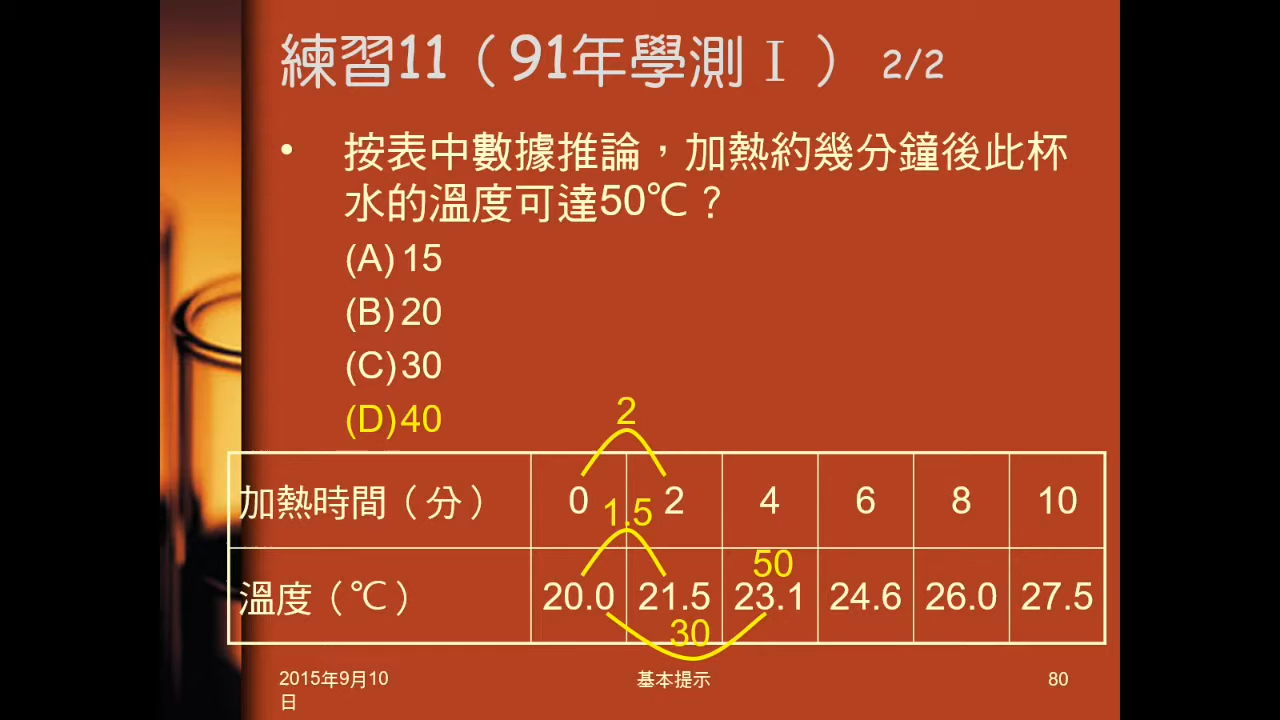 練習11（91年學測Ⅰ） 2/2
• 按表中數據推論，加熱約幾分鐘後此杯
水的溫度可達50℃？
(A) 15
(B) 20
(C) 30
(D) 40
2
加熱時間（分） 0 2 4 6 8 10
1.5
50
溫度（℃） 20.0 21.5 23.1 24.6 26.0 27.5
30
2015年9月10
日
基本提示
80